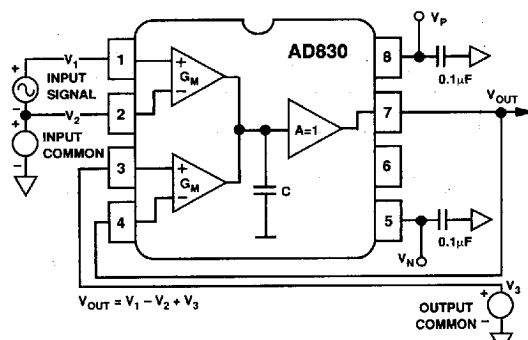 V1
1
+
GM
−
AD830
8
VP
0.1µF
+
−
INPUT
SIGNAL
V2
2
A=1
7
VOUT
+
−
INPUT
COMMON
3
+
GM
−
C
6
4
5
0.1µF
VN
VOUT = V1 − V2 + V3
+
−
V3
OUTPUT
COMMON